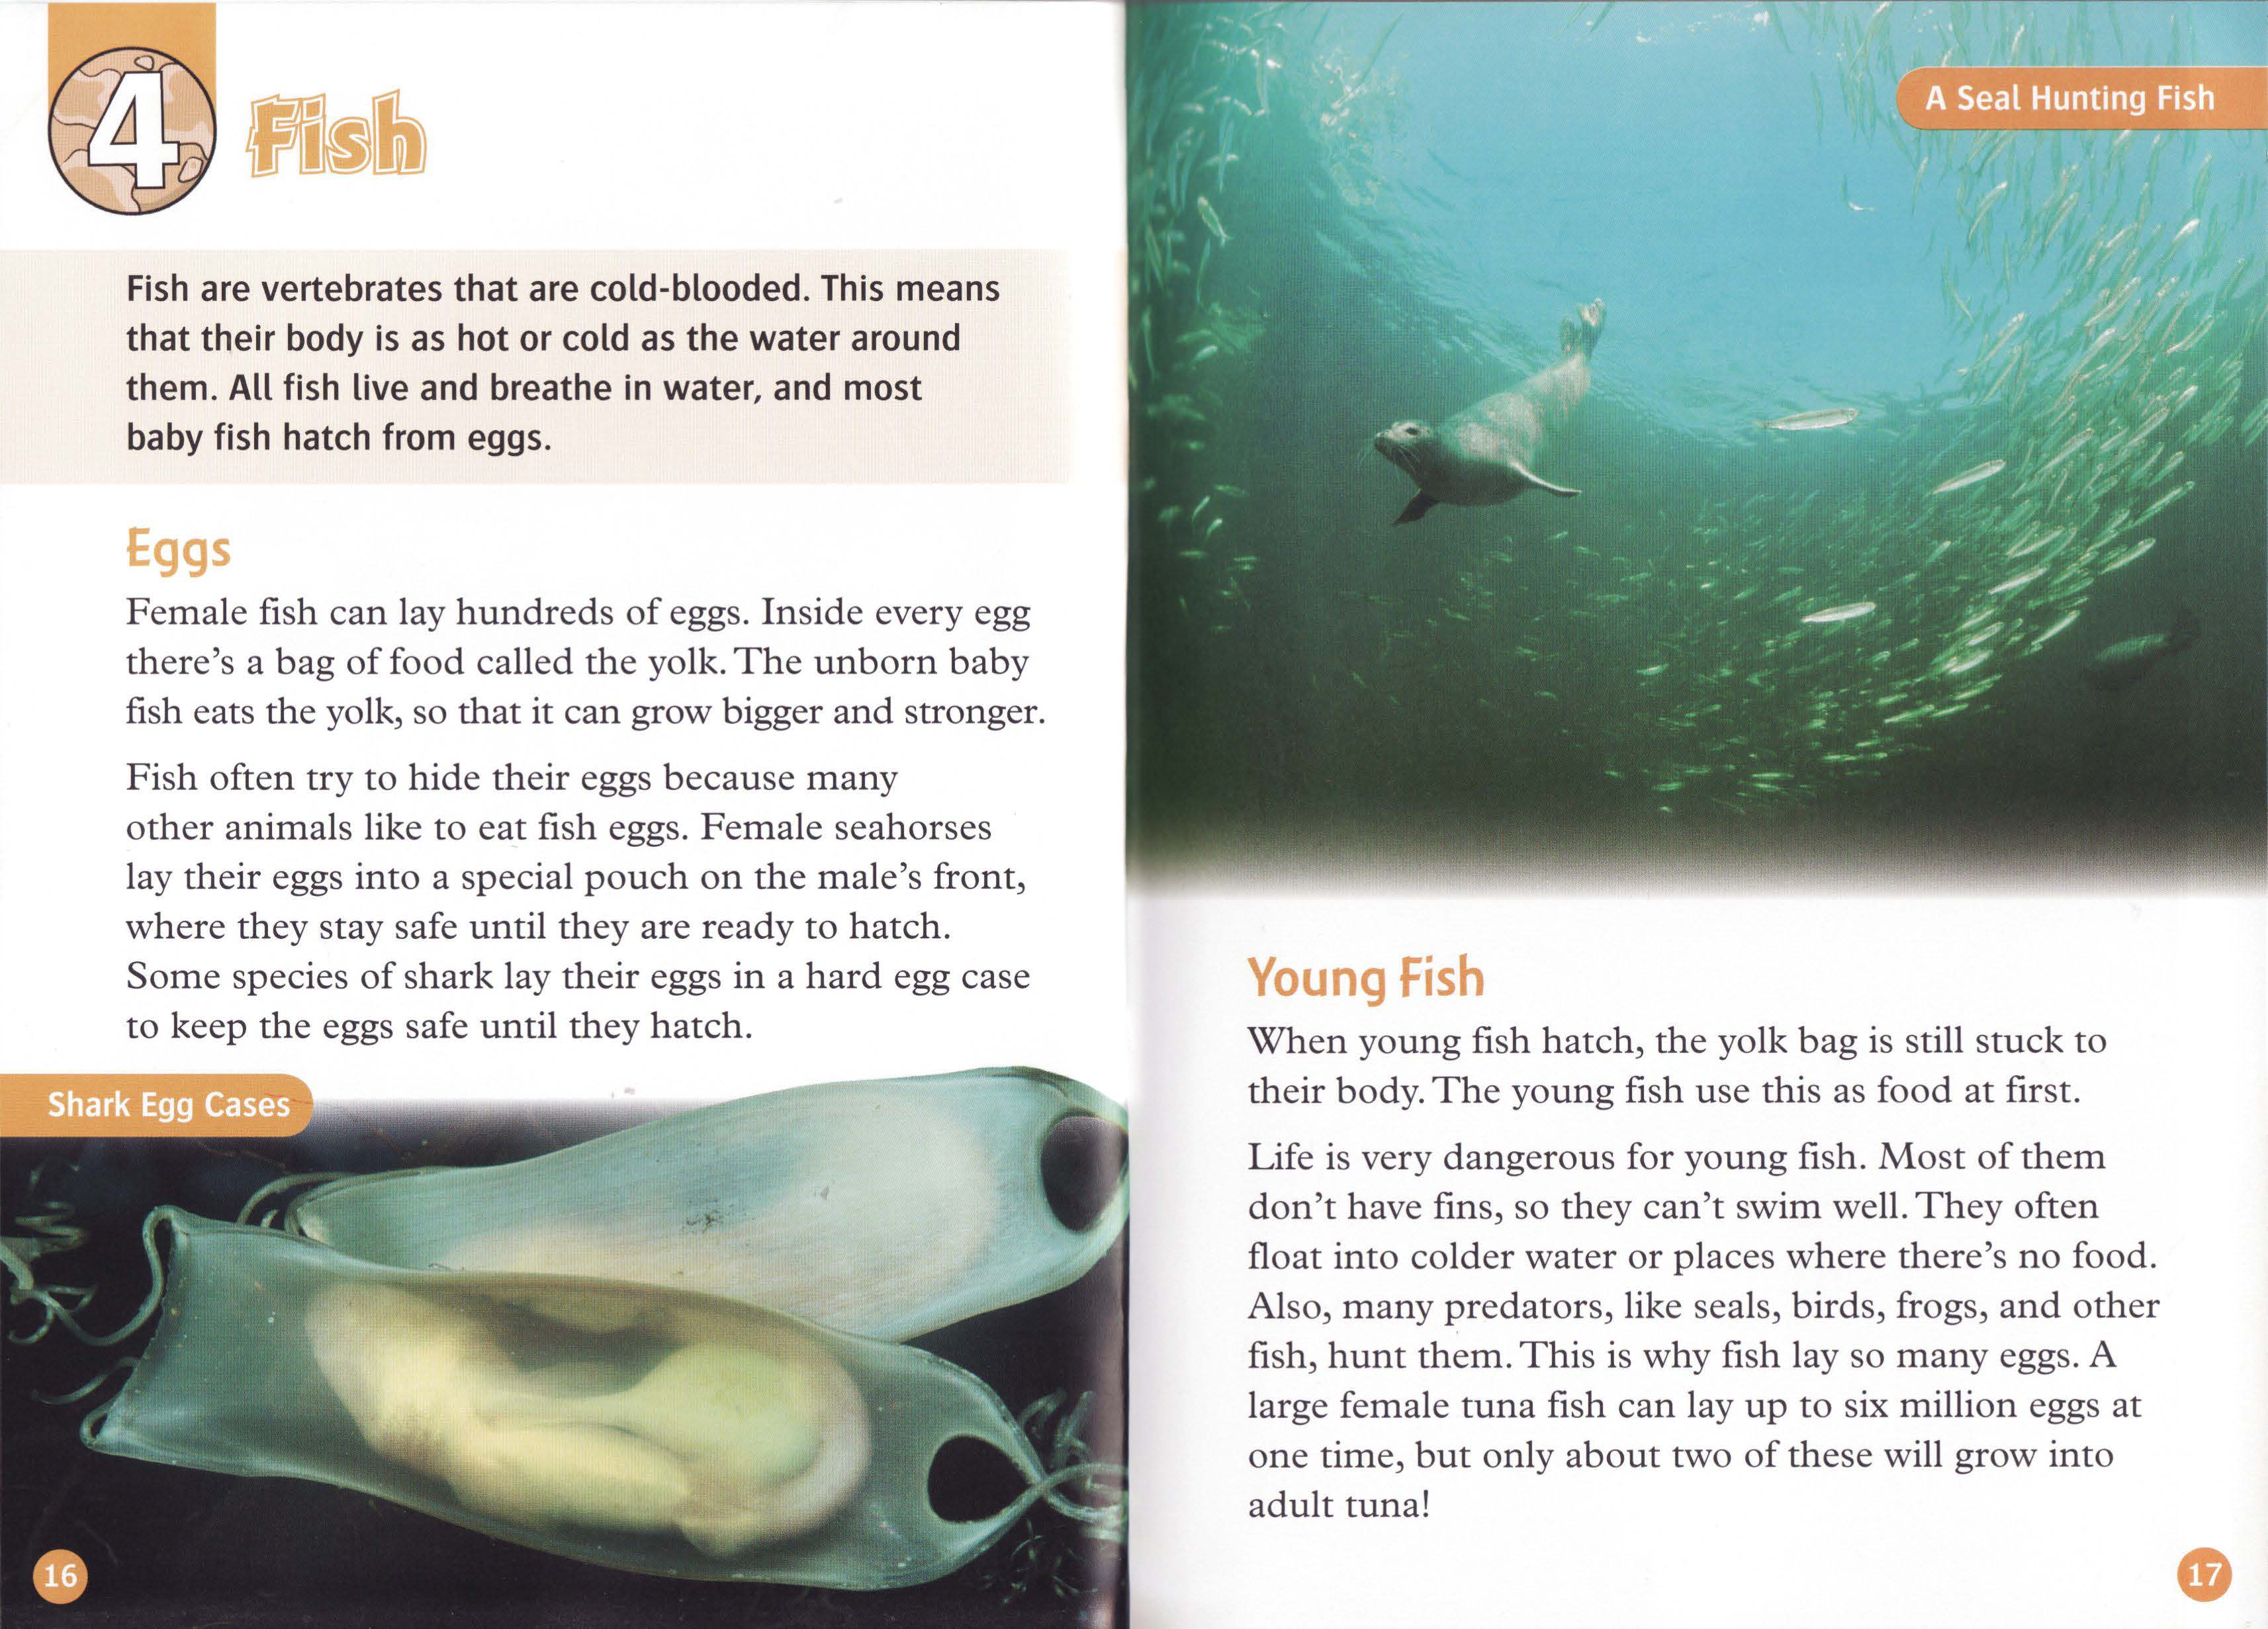 4
Fish
Fish are vertebrates that are cold-blooded. This means
that their body is as hot or cold as the water around
them. All fish live and breathe in water, and most
baby fish hatch from eggs.
Eggs
Female fish can lay hundreds of eggs. Inside every egg
there's a bag of food called the yolk. The unborn baby
fish eats the yolk, so that it can grow bigger and stronger.
Fish often try to hide their eggs because many
other animals like to eat fish eggs. Female seahorses
lay their eggs into a special pouch on the male's front,
where they stay safe until they are ready to hatch.
Some species of shark lay their eggs in a hard egg case
to keep the eggs safe until they hatch.
Shark Egg Cases
16
A Seal Hunting Fish
Young Fish
When young fish hatch, the yolk bag is still stuck to
their body. The young fish use this as food at first.
Life is very dangerous for young fish. Most of them
don't have fins, so they can't swim well. They often
float into colder water or places where there's no food.
Also, many predators, like seals, birds, frogs, and other
fish, hunt them. This is why fish lay so many eggs. A
large female tuna fish can lay up to six million eggs at
one time, but only about two of these will grow into
adult tuna!
17